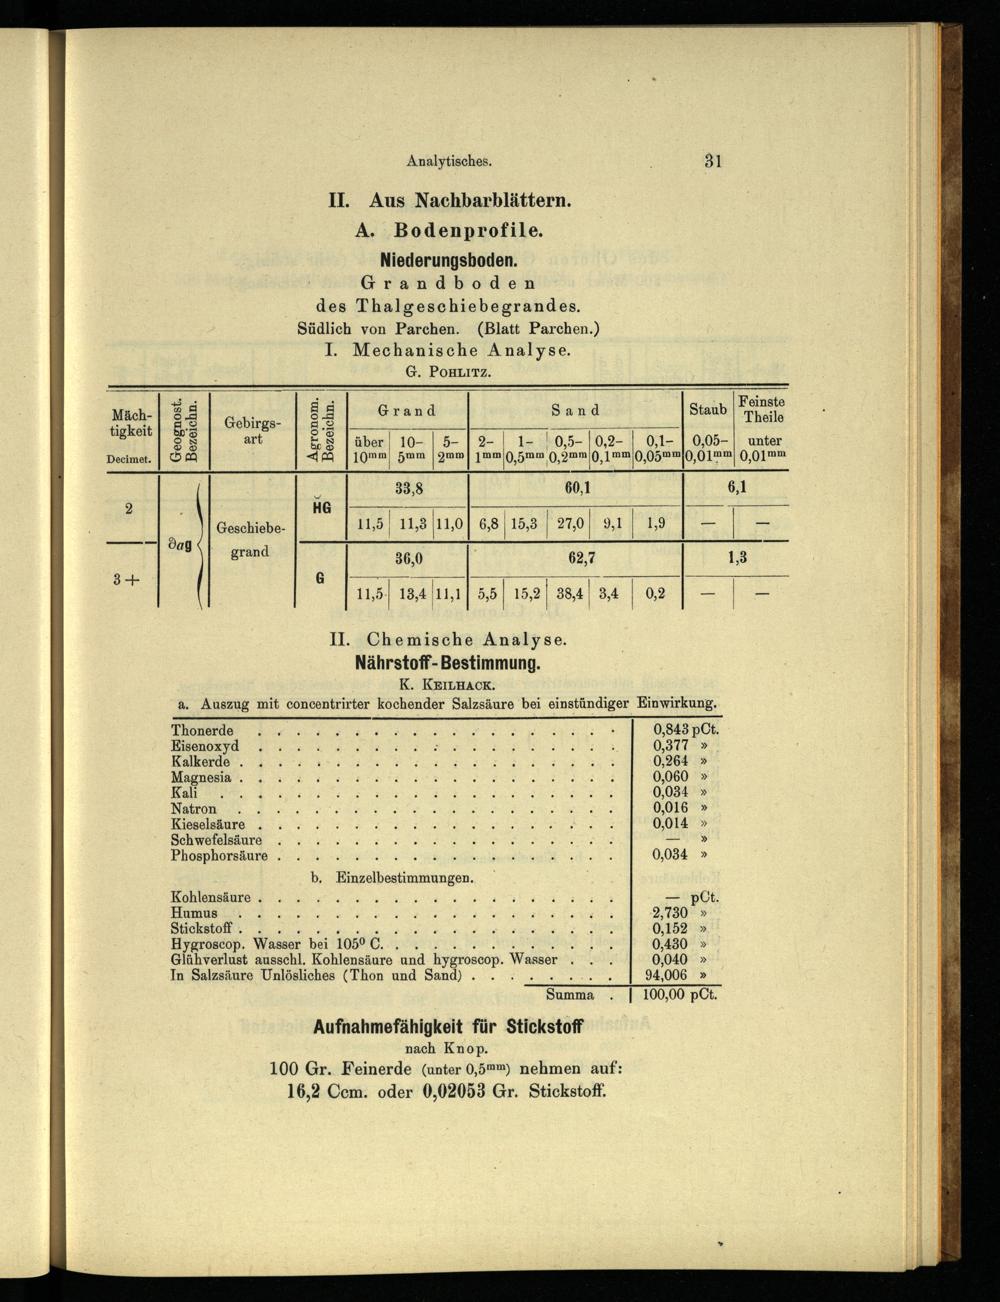 Analytisches. 31
II. Aus Nachbarblättern.
A. Bodenprofile.
Niederungsboden.
Grandboden
des Thalgeschiebegrandes.
Südlich von Parchen. (Blatt Parchen.)
I. Mechanische Analyse.
G. Pohlitz.
Mäch- Geognost. Gebirgs- Agronom. Grand Sand Staub Feinste
tigkeit Bezeichn. art Bezeichn. Theile
über 10- 5- 2- 1- 0,5- 0,2- 0,1- 0,05- unter
Decimet. 10mm 5mm 2mm 1mm 0,5mm 0,2mm 0,1mm 0,05mm 0,01mm 0,01mm
33,8 60,1 6,1
2 H̆G
11,5 11,3 11,0 6,8 15,3 27,0 9,1 1,9 — —
Geschiebe-
∂ag grand
36,0 62,7 1,3
3+ G
11,5 13,4 11,1 5,5 15,2 38,4 3,4 0,2 — —
II. Chemische Analyse.
Nährstoff-Bestimmung.
K. Keilhack.
a. Auszug mit concentrirter kochender Salzsäure bei einstündiger Einwirkung.
Thonerde . . . . . . . . . . . . . . . . . . . 0,843 pCt.
Eisenoxyd . . . . . . . . . . . . . . . . . . . 0,377 »
Kalkerde . . . . . . . . . . . . . . . . . . . . 0,264 »
Magnesia . . . . . . . . . . . . . . . . . . . . 0,060 »
Kali . . . . . . . . . . . . . . . . . . . . . 0,034 »
Natron . . . . . . . . . . . . . . . . . . . . 0,016 »
Kieselsäure . . . . . . . . . . . . . . . . . . . 0,014 »
Schwefelsäure . . . . . . . . . . . . . . . . . . — »
Phosphorsäure . . . . . . . . . . . . . . . . . . 0,034 »
b. Einzelbestimmungen.
Kohlensäure . . . . . . . . . . . . . . . . . . . — pCt.
Humus . . . . . . . . . . . . . . . . . . . . 2,730 »
Stickstoff . . . . . . . . . . . . . . . . . . . . 0,152 »
Hygroscop. Wasser bei 105⁰ C. . . . . . . . . . . . . 0,430 »
Glühverlust ausschl. Kohlensäure und hygroscop. Wasser . . . 0,040 »
In Salzsäure Unlösliches (Thon und Sand) . . . . . . . . 94,006 »
Summa . 100,00 pCt.
Aufnahmefähigkeit für Stickstoff
nach Knop.
100 Gr. Feinerde (unter 0,5mm) nehmen auf:
16,2 Ccm. oder 0,02053 Gr. Stickstoff.